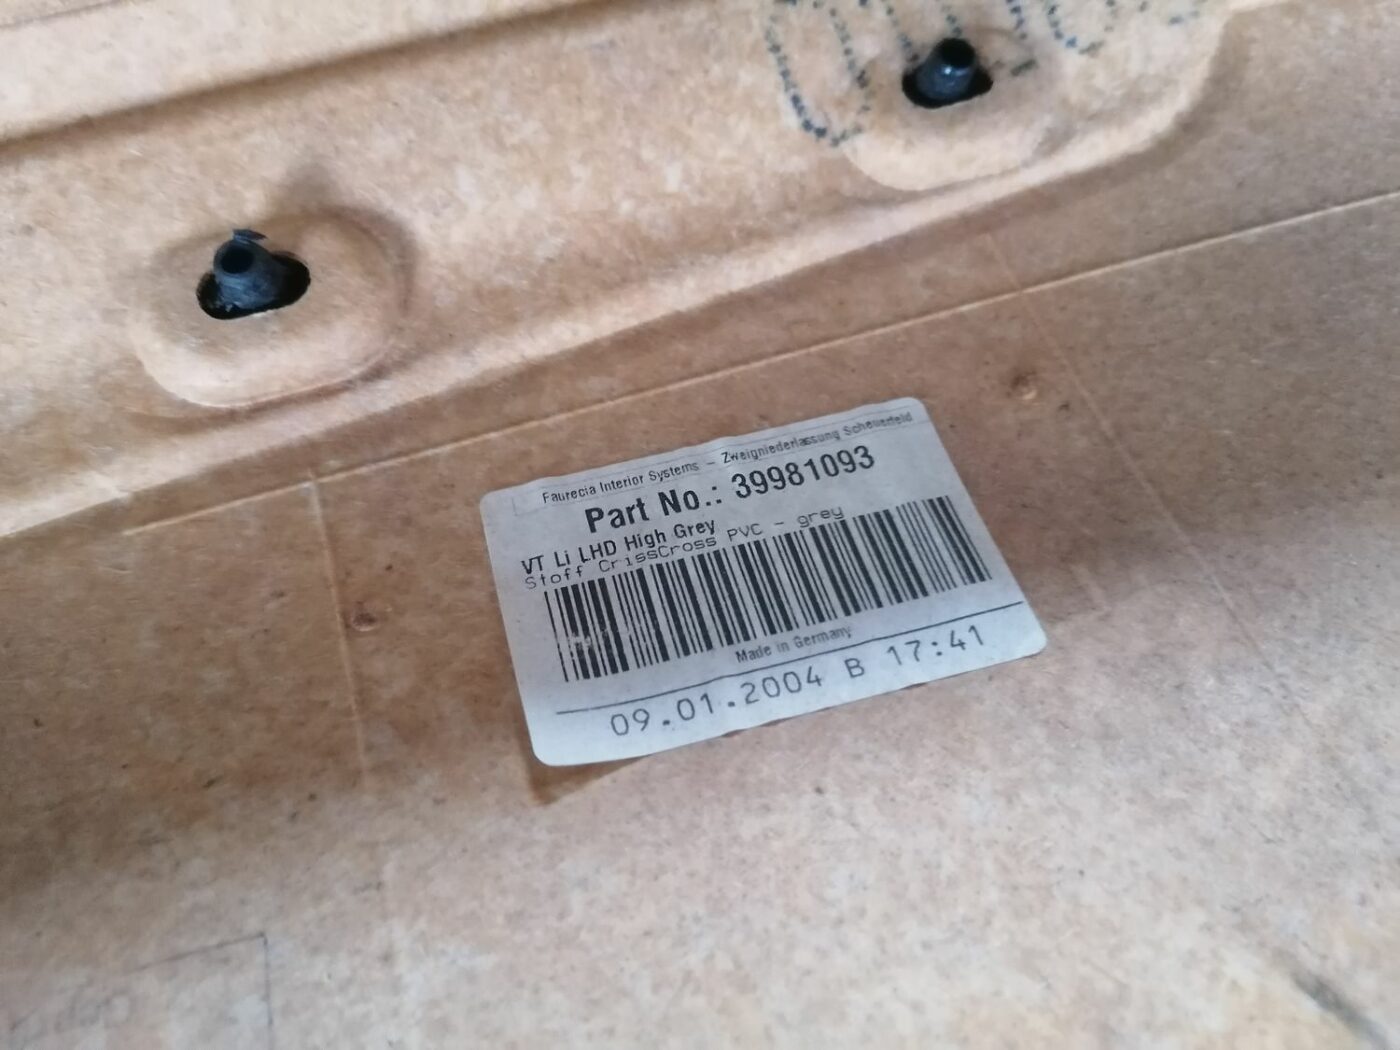 Faurecia Interior Systems - Zweigniederlassung Scheuerfeld
Part No.: 39981093
VT Li LHD High Grey
Stoff CrissCross PVC - grey
Made in Germany
09.01.2004 B 17:41